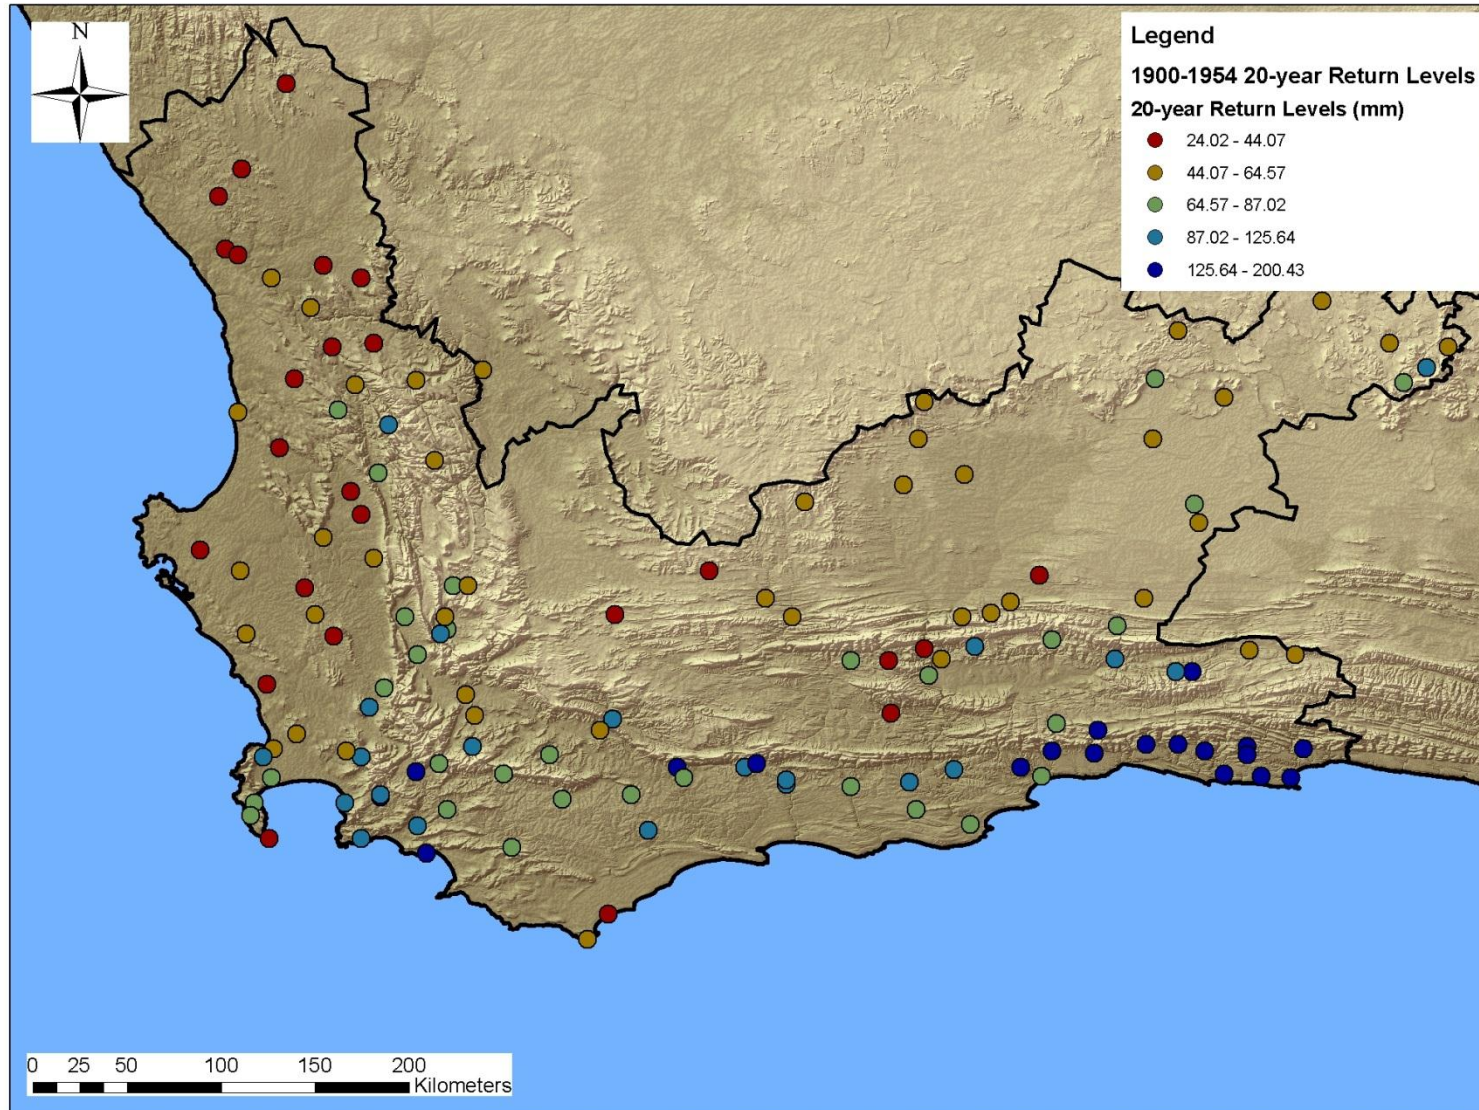 N
Legend
1900-1954 20-year Return Levels
20-year Return Levels (mm)
24.02 - 44.07
44.07 - 64.57
64.57 - 87.02
87.02 - 125.64
125.64 - 200.43
0 25 50 100 150 200
Kilometers